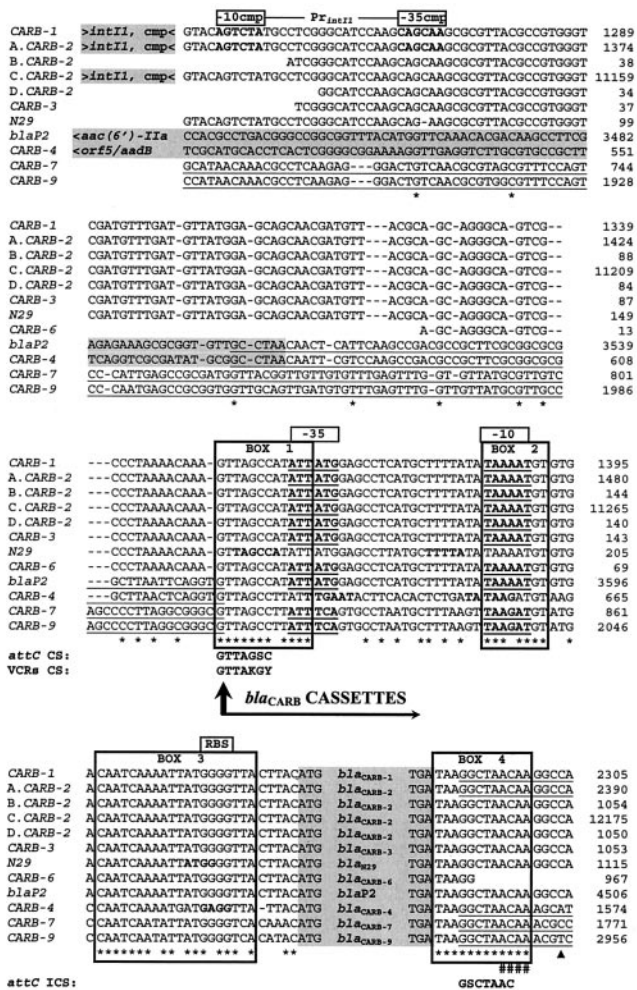 -10cmp Pr intI1 -35cmp
CARB-1 >intI1, cmp< GTACAGTCTATGCCTCGGGCATCCAAGCAGCAAGCGCGTTACGCCGTGGGT 1289
A.CARB-2 >intI1, cmp< GTACAGTCTATGCCTCGGGCATCCAAGCAGCAAGCGCGTTACGCCGTGGGT 1374
B.CARB-2 ATCGGGCATCCAAGCAGCAAGCGCGTTACGCCGTGGGT 38
C.CARB-2 >intI1, cmp< GTACAGTCTATGCCTCGGGCATCCAAGCAGCAAGCGCGTTACGCCGTGGGT 11159
D.CARB-2 GGCATCCAAGCAGCAAGCGCGTTACGCCGTGGGT 34
CARB-3 TCGGGCATCCAAGCAGCAAGCGCGTTACGCCGTGGGT 37
N29 GTACAGTCTATGCCTCGGGCATCCAAGCAG-AAGCGCGTTACGCCGTGGGT 99
blaP2 <aac(6')-IIa CCACGCCTGACGGGCCGGCGGTTTACATGGTTCAAACACGACAAGCCTTCG 3482
CARB-4 <orf5/aadB TCGCATGCACCTCACTCGGGGCGGAAAAGGTTGAGGTCTTGCGTGCCGCTT 551
CARB-7 GCATAACAAACGCCTCAAGAG---GGACTGTCAACGCGTAGCGTTTCCAGT 744
CARB-9 CCATAACAAACGCCTCAAGAG---GGACTGTCAACGCGTGGCGTTTCCAGT 1928
* *
CARB-1 CGATGTTTGAT-GTTATGGA-GCAGCAACGATGTT---ACGCA-GC-AGGGCA-GTCG-- 1339
A.CARB-2 CGATGTTTGAT-GTTATGGA-GCAGCAACGATGTT---ACGCA-GC-AGGGCA-GTCG-- 1424
B.CARB-2 CGATGTTTGAT-GTTATGGA-GCAGCAACGATGTT---ACGCA-GC-AGGGCA-GTCG-- 88
C.CARB-2 CGATGTTTGAT-GTTATGGA-GCAGCAACGATGTT---ACGCA-GC-AGGGCA-GTCG-- 11209
D.CARB-2 CGATGTTTGAT-GTTATGGA-GCAGCAACGATGTT---ACGCA-GC-AGGGCA-GTCG-- 84
CARB-3 CGATGTTTGAT-GTTATGGA-GCAGCAACGATGTT---ACGCA-GC-AGGGCA-GTCG-- 87
N29 CGATGTTTGAT-GTTATGGA-GCAGCAACGATGTT---ACGCA-GC-AGGGCA-GTCG-- 149
CARB-6 A-GC-AGGGCA-GTCG-- 13
blaP2 AGAGAAAGCGCGGT-GTTGCC-CTAACAACT-CATTCAAGCCGACGCCGCTTCGCGGCGCG 3539
CARB-4 TCAGGTCGCGATAT-GCGGCC-CTAACAATT-CGTCCAAGCCGACGCCGCTTCGCGGCGCG 608
CARB-7 CC-CATTGAGCCGCGATGGTTACGGTTGTTGTGTTTGAGTTTG-GT-GTTATGCGTTGTC 801
CARB-9 CCC-CAATGAGCCGCGGTGGTTGCAGTTGATGTGTTTGAGTTTG-GTTGTTATGCGTTGCC 1986
* * * * *
-35 -10
BOX 1 BOX 2
CARB-1 ---CCCTAAAACAAA-GTTAGCCATATTATGGAGCCTCATGCTTTTATATAAAATGTGTG 1395
A.CARB-2 ---CCCTAAAACAAA-GTTAGCCATATTATGGAGCCTCATGCTTTTATATAAAATGTGTG 1480
B.CARB-2 ---CCCTAAAACAAA-GTTAGCCATATTATGGAGCCTCATGCTTTTATATAAAATGTGTG 144
C.CARB-2 ---CCCTAAAACAAA-GTTAGCCATATTATGGAGCCTCATGCTTTTATATAAAATGTGTG 11265
D.CARB-2 ---CCCTAAAACAAA-GTTAGCCATATTATGGAGCCTCATGCTTTTATATAAAATGTGTG 140
CARB-3 ---CCCTAAAACAAA-GTTAGCCATATTATGGAGCCTCATGCTTTTATATAAAATGTGTG 143
N29 ---CCCTAAAACAAA-GTTAGCCATATTATGGAGCCTTATGCTTTTATATAAAATGTGTG 205
CARB-6 ---CCCTAAAACAAA-GTTAGCCATATTATGGAGCCTCATGCTTTTATATAAAATGTGTG 69
blaP2 ---GCTTAATTCAGGTGTTAGCCATATTATGGAGCCTCATGCTTTTATATAAAATGTGTG 3596
CARB-4 ---GCTTAACTCAGGCGTTAGCCTTATTTGAATACTTCACACTCTGATATAAGATGTAAG 665
CARB-7 AGCCCCTTAGGCGGGCGTTAGCCTTATTTCAGTGCCTAATGCTTTAAGTTAAGATGTATG 861
CARB-9 AGCCCCTTAGGCGGGCGTTAGCCTTATTTCAGTGCCTAATGCTTTAAGTTAAGATGTATG 2046
* * * * ******* **** * * * ** ** * *** **** *
attC CS: GTTAGSC
VCRs CS: GTTAKGY
blaCARB CASSETTES
RBS
BOX 3 BOX 4
CARB-1 ACAATCAAAATTATGGGGTTACTTACATG blaCARB-1 TGATAAGGCTAACAAGGCCA 2305
A.CARB-2 ACAATCAAAATTATGGGGTTACTTACATG blaCARB-2 TGATAAGGCTAACAAGGCCA 2390
B.CARB-2 ACAATCAAAATTATGGGGTTACTTACATG blaCARB-2 TGATAAGGCTAACAAGGCCA 1054
C.CARB-2 ACAATCAAAATTATGGGGTTACTTACATG blaCARB-2 TGATAAGGCTAACAAGGCCA 12175
D.CARB-2 ACAATCAAAATTATGGGGTTACTTACATG blaCARB-2 TGATAAGGCTAACAAGGCCA 1050
CARB-3 ACAATCAAAATTATGGGGTTACTTACATG blaCARB-3 TGATAAGGCTAACAAGGCCA 1053
N29 ACAATCAAAATTATGGGGTTACTTACATG blaN29 TGATAAGGCTAACAAGGCCA 1115
CARB-6 ACAATCAAAATTATGGGGTTACTTACATG blaCARB-6 TGATAAGG 967
blaP2 ACAATCAAAATTATGGGGTTACTTACATG blaP2 TGATAAGGCTAACAAGGCCA 4506
CARB-4 CCAATCAAAATGATGAGGTTA-TTACATG blaCARB-4 TGATAAGGCTAACAAAGCAT 1574
CARB-7 CCAATCAATATTATGGGGTCACAAACATG blaCARB-7 TGATAAGGCTAACAAACGCC 1771
CARB-9 CCAATCAATATTATGGGGTCACATACATG blaCARB-9 TGATAAGGCTAACAAACGTC 2956
******* ** *** *** * ** ************
####
attC ICS: GSCTAAC